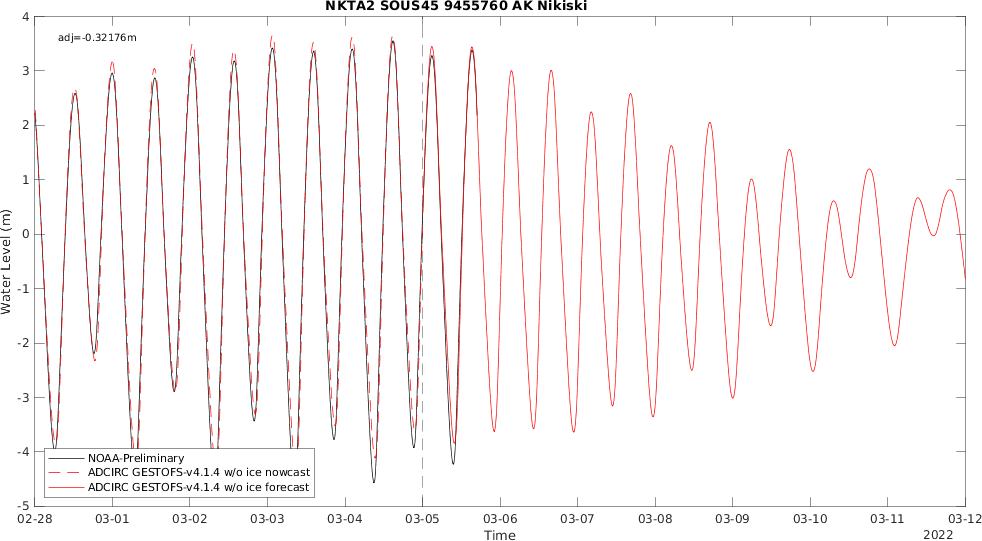 NKTA2 SOUS45 9455760 AK Nikiski
adj=-0.32176m
4
3
2
1
0
-1
-2
-3
-4
-5
Water Level (m)
NOAA-Preliminary
ADCIRC GESTOFS-v4.1.4 w/o ice nowcast
ADCIRC GESTOFS-v4.1.4 w/o ice forecast
02-28 03-01 03-02 03-03 03-04 03-05 03-06 03-07 03-08 03-09 03-10 03-11 03-12
Time
2022